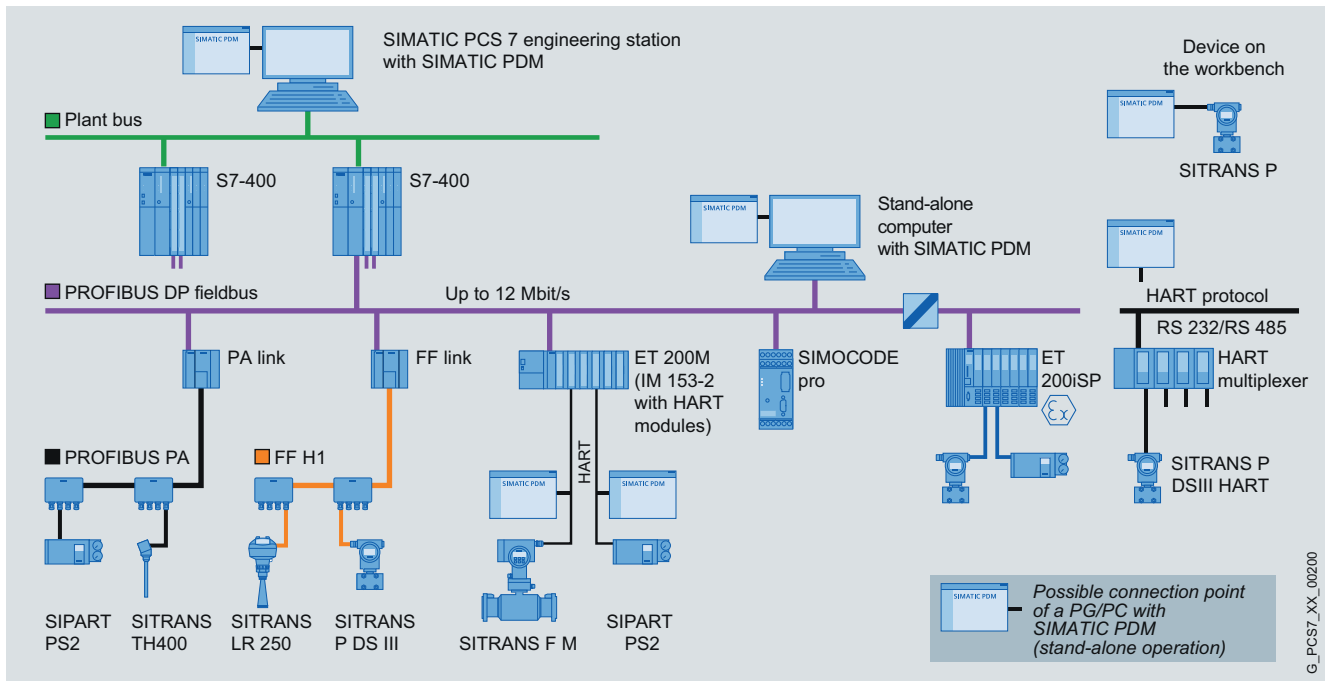 SIMATIC PDM
SIMATIC PCS 7 engineering station
with SIMATIC PDM
Device on
the workbench
SIMATIC PDM
SITRANS P
Plant bus
S7-400
S7-400
SIMATIC PDM
Stand-alone
computer
with SIMATIC PDM
SIMATIC PDM
PROFIBUS DP fieldbus
Up to 12 Mbit/s
HART protocol
RS 232/RS 485
PA link
FF link
ET 200M
(IM 153-2
with HART
modules)
SIMOCODE
pro
ET
200iSP
Ex
HART
multiplexer
PROFIBUS PA
FF H1
HART
SIMATIC PDM
SIMATIC PDM
SITRANS P
DSIII HART
SIPART
PS2
SITRANS
TH400
SITRANS
LR 250
SITRANS
P DS III
SITRANS F M
SIPART
PS2
SIMATIC PDM
Possible connection point
of a PG/PC with
SIMATIC PDM
(stand-alone operation)
G_PCS7_XX_00200